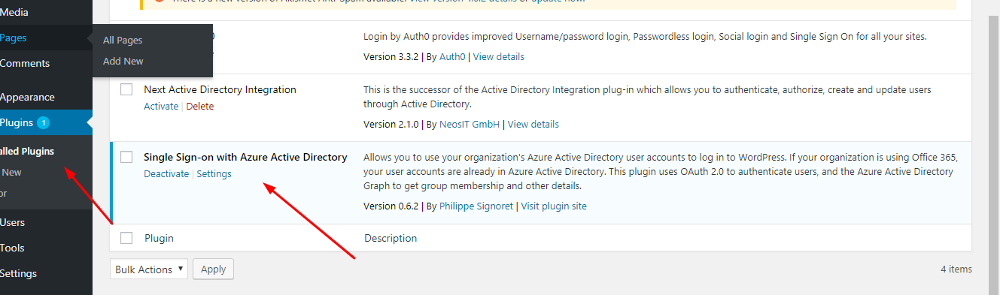 Media
Pages
Comments
Appearance
Plugins 1
alled Plugins
New
or
Users
Tools
Settings
All Pages
Add New
There is a new version of Akismet Anti-Spam available. View version 4.0.2 details or update now.
Login by Auth0 provides improved Username/password login, Passwordless login, Social login and Single Sign On for all your sites.
Version 3.3.2 | By Auth0 | View details
Next Active Directory Integration
Activate | Delete
This is the successor of the Active Directory Integration plug-in which allows you to authenticate, authorize, create and update users
through Active Directory.
Version 2.1.0 | By NeosIT GmbH | View details
Single Sign-on with Azure Active Directory
Deactivate | Settings
Allows you to use your organization's Azure Active Directory user accounts to log in to WordPress. If your organization is using Office 365,
your user accounts are already in Azure Active Directory. This plugin uses OAuth 2.0 to authenticate users, and the Azure Active Directory
Graph to get group membership and other details.
Version 0.6.2 | By Philippe Signoret | Visit plugin site
Plugin
Description
Bulk Actions
Apply
4 items